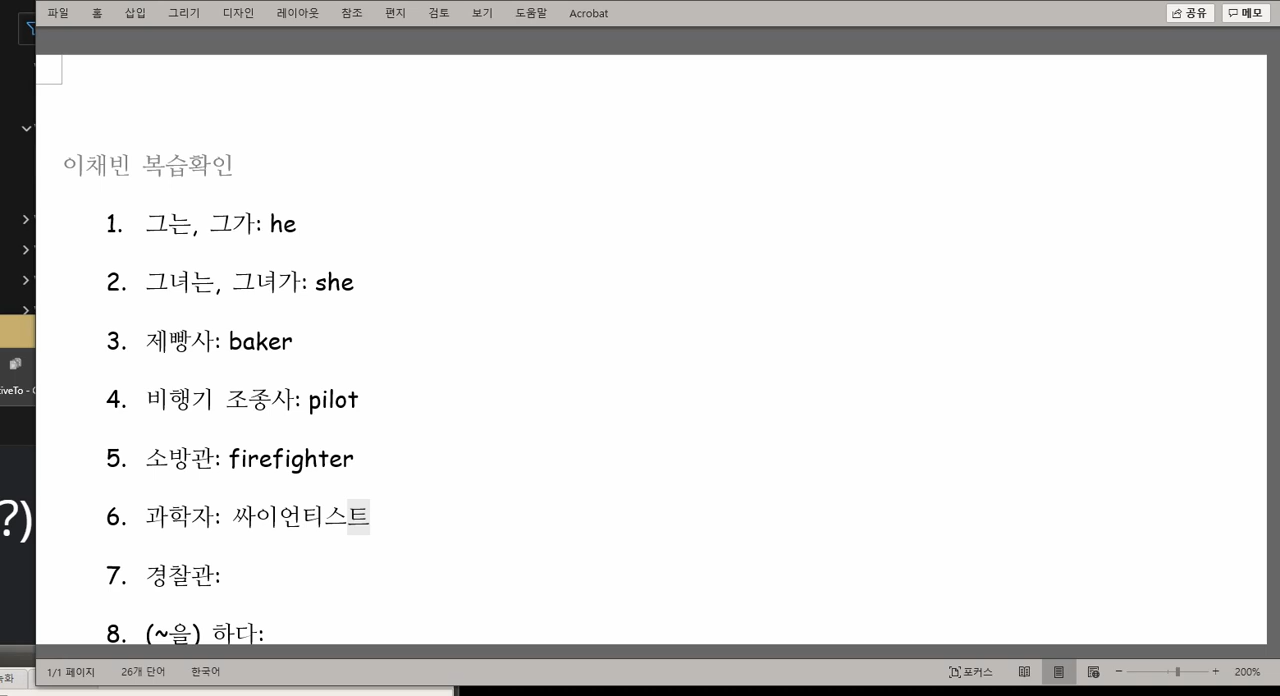 파일 홈 삽입 그리기 디자인 레이아웃 참조 편지 검토 보기 도움말 Acrobat 공유 메모
이채빈 복습확인
1. 그는, 그가: he
2. 그녀는, 그녀가: she
3. 제빵사: baker
4. 비행기 조종사: pilot
5. 소방관: firefighter
6. 과학자: 싸이언티스트
iveTo -
?)
7. 경찰관:
8. (~을) 하다:
1/1 페이지 26개 단어 한국어 포커스 200%